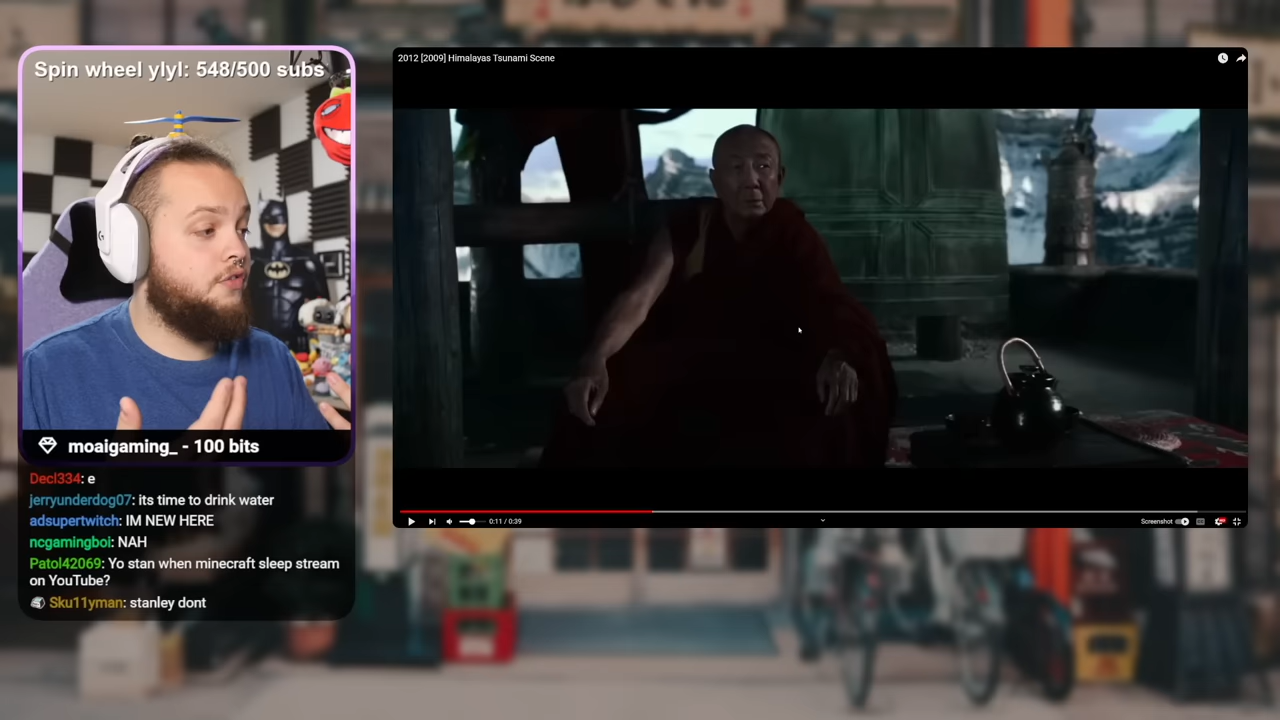 Spin wheel ylyl: 548/500 subs
moaigaming_ - 100 bits
Decl334: e
jerryunderdog07: its time to drink water
adsupertwitch: IM NEW HERE
ncgamingboi: NAH
Patol42069: Yo stan when minecraft sleep stream
on YouTube?
Sku11yman: stanley dont
2012 [2009] Himalayas Tsunami Scene
0:11 / 0:39
Screenshot